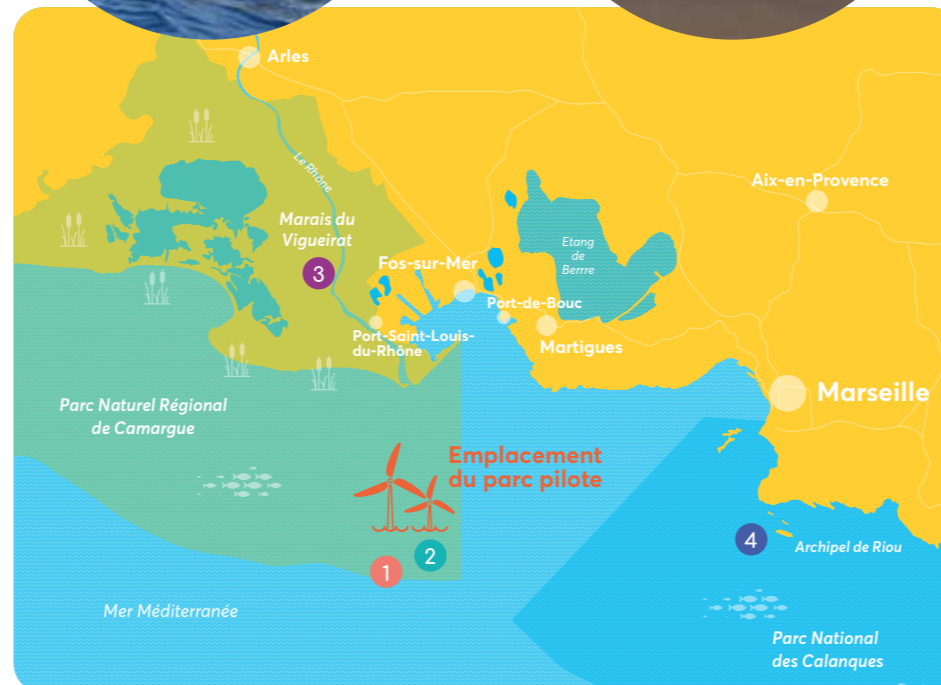 Arles
Le Rhône
Aix-en-Provence
Marais du
Vigueirat
3
Etang
de
Berrre
Fos-sur-Mer
Port-de-Bouc
Port-Saint-Louis-
du-Rhône
Martigues
Marseille
Parc Naturel Régional
de Camargue
Emplacement
du parc pilote
1
2
4
Archipel de Riou
Mer Méditerranée
Parc National
des Calanques